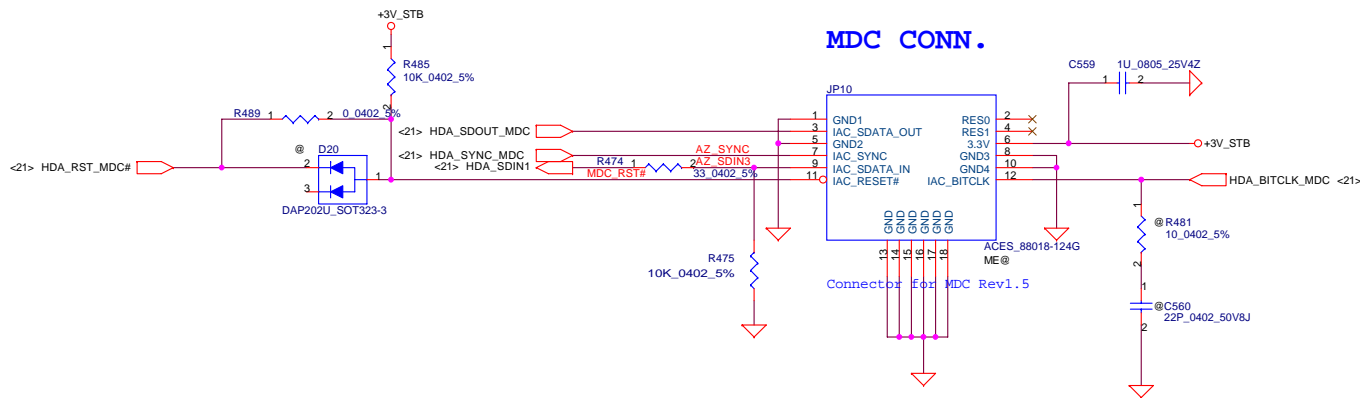 MDC CONN.
+3V_STB
1
R485
10K_0402_5%
2
R489 1 2 0_0402_5%
<21> HDA_RST_MDC#
@
D20
2
3
1
DAP202U_SOT323-3
<21> HDA_SDOUT_MDC
<21> HDA_SYNC_MDC
AZ_SYNC
<21> HDA_SDIN1
R474 1 2 33_0402_5%
AZ_SDIN3
MDC_RST#
R475
10K_0402_5%
JP10
1 GND1
3 IAC_SDATA_OUT
5 GND2
7 IAC_SYNC
9 IAC_SDATA_IN
11 IAC_RESET#
RES0 2
RES1 4
3.3V 6
GND3 8
GND4 10
IAC_BITCLK 12
GND GND GND GND GND GND
13 14 15 16 17 18
ACES_88018-124G
ME@
Connector for MDC Rev1.5
C559 1U_0805_25V4Z
1 2
+3V_STB
HDA_BITCLK_MDC <21>
1
@ R481
10_0402_5%
2
1
@ C560
22P_0402_50V8J
2